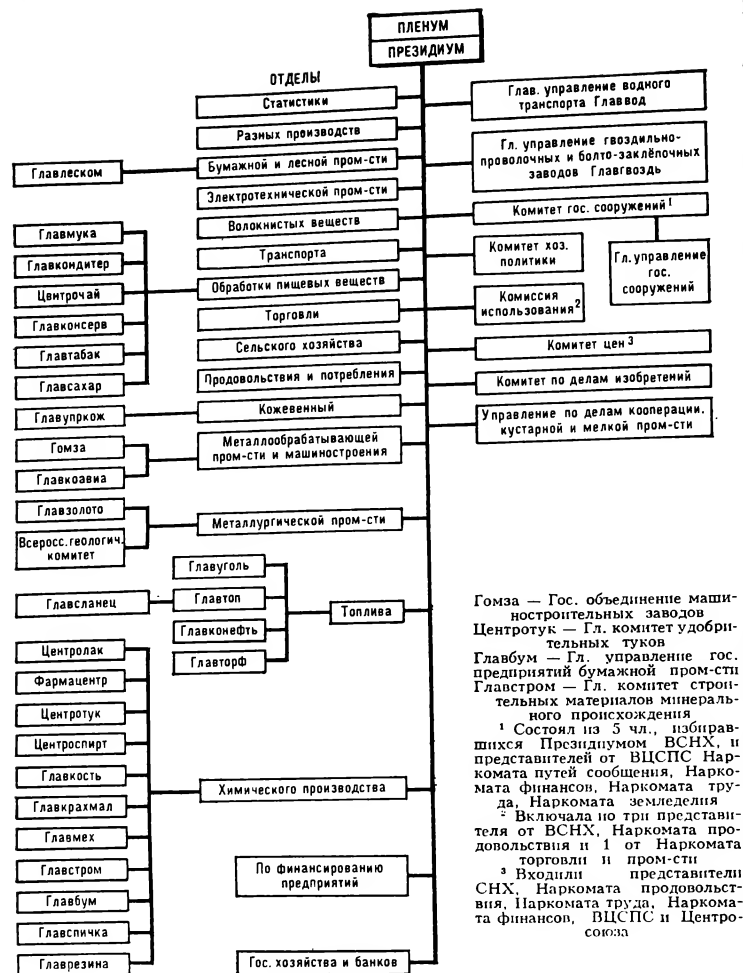 ПЛЕНУМ
ПРЕЗИДИУМ
ОТДЕЛЫ
Статистики
Разных производств
Бумажной и лесной пром-сти
Главлеском
Электротехнической пром-сти
Волокнистых веществ
Транспорта
Обработки пищевых веществ
Главмука
Главкондитер
Центрочай
Главконсерв
Главтабак
Главсахар
Торговли
Сельского хозяйства
Продовольствия и потребления
Кожевенный
Главупркож
Металлообрабатывающей
пром-сти и машиностроения
Гомза
Главкоавиа
Металлургической пром-сти
Главзолото
Всеросс. геологич.
комитет
Топлива
Главуголь
Главтоп
Главконефть
Главторф
Главсланец
Химического производства
Центролак
Фармацентр
Центротук
Центроспирт
Главкость
Главкрахмал
Главмех
Главстром
Главбум
Главспичка
Главрезина
По финансированию
предприятий
Гос. хозяйства и банков
Глав. управление водного
транспорта Главвод
Гл. управление гвоздильно-
проволочных и болто-заклёпочных
заводов Главгвоздь
Комитет гос. сооружений¹
Гл. управление
гос.
сооружений
Комитет хоз.
политики
Комиссия
использования²
Комитет цен³
Комитет по делам изобретений
Управление по делам кооперации,
кустарной и мелкой пром-сти
Гомза — Гос. объединение маши-
ностроительных заводов
Центротук — Гл. комитет удобри-
тельных туков
Главбум — Гл. управление гос.
предприятий бумажной пром-сти
Главстром — Гл. комитет строи-
тельных материалов минераль-
ного происхождения
¹ Состоял из 5 чл., избирав-
шихся Президиумом ВСНХ, и
представителей от ВЦСПС Нар-
комата путей сообщения, Нарко-
мата финансов, Наркомата тру-
да, Наркомата земледелия
² Включала по три представи-
теля от ВСНХ, Наркомата про-
довольствия и 1 от Наркомата
торговли и пром-сти
³ Входили представители
СНХ, Наркомата продовольст-
вия, Наркомата труда, Наркома-
та финансов, ВЦСПС и Центро-
союза